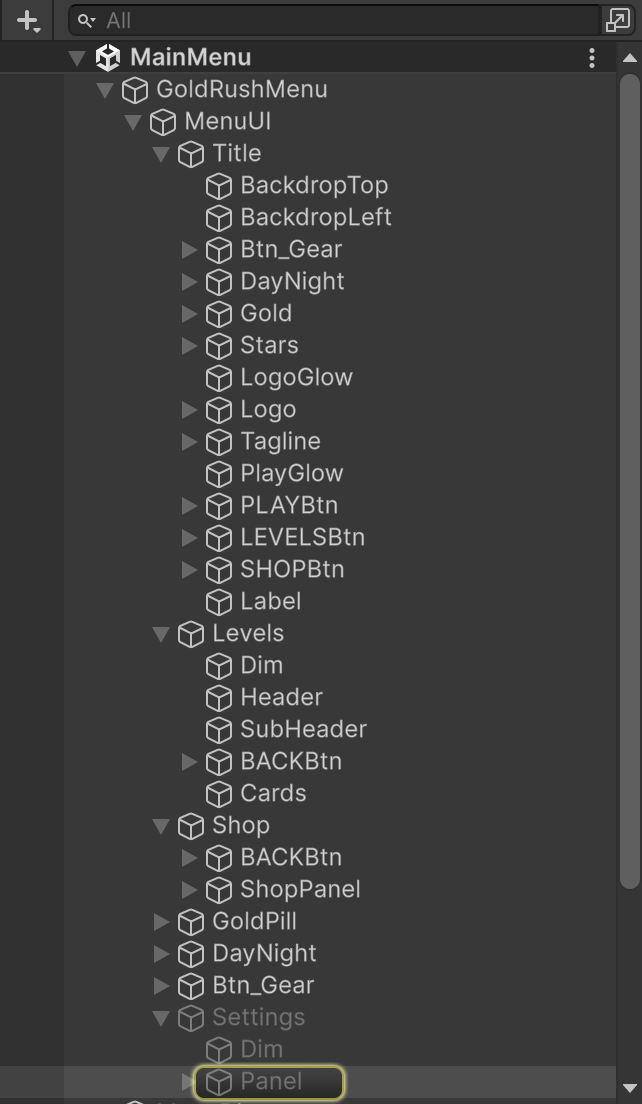 All
MainMenu
GoldRushMenu
MenuUI
Title
BackdropTop
BackdropLeft
Btn_Gear
DayNight
Gold
Stars
LogoGlow
Logo
Tagline
PlayGlow
PLAYBtn
LEVELSBtn
SHOPBtn
Label
Levels
Dim
Header
SubHeader
BACKBtn
Cards
Shop
BACKBtn
ShopPanel
GoldPill
DayNight
Btn_Gear
Settings
Dim
Panel